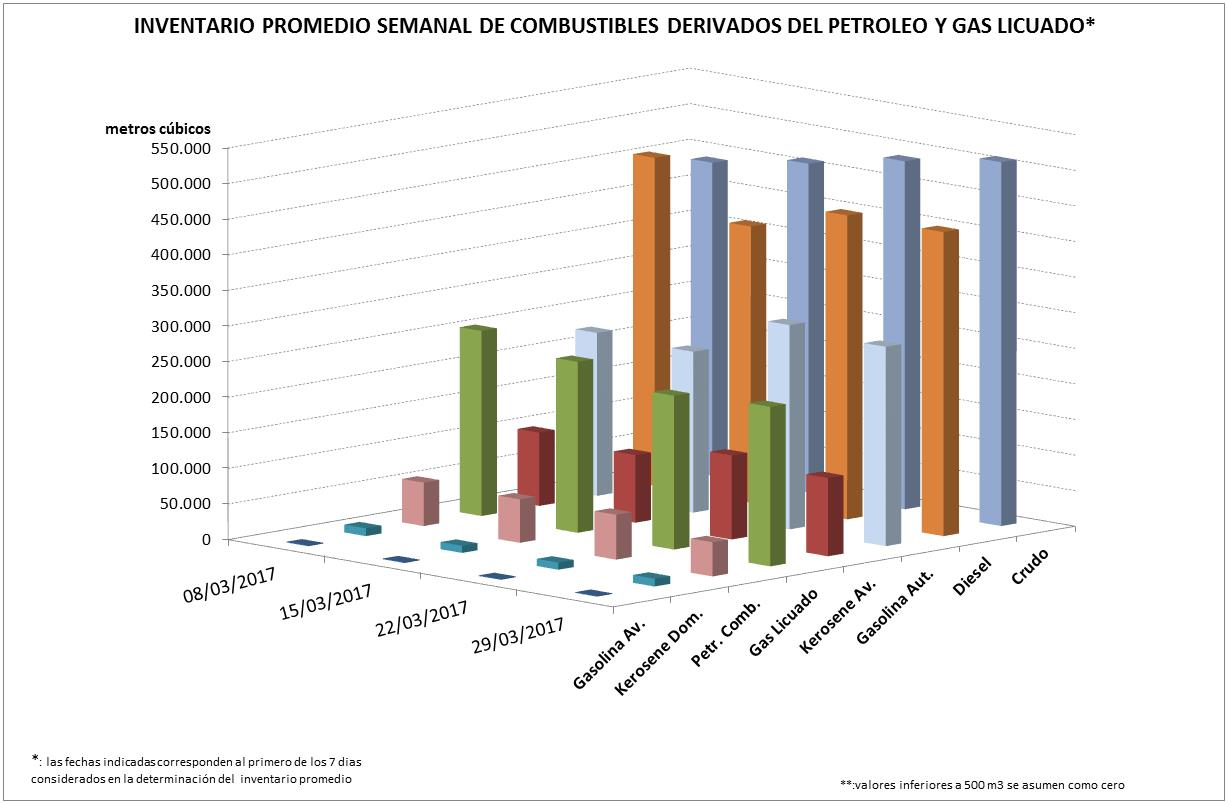 INVENTARIO PROMEDIO SEMANAL DE COMBUSTIBLES DERIVADOS DEL PETROLEO Y GAS LICUADO*
metros cúbicos
550.000
500.000
450.000
400.000
350.000
300.000
250.000
200.000
150.000
100.000
50.000
0
08/03/2017
15/03/2017
22/03/2017
29/03/2017
Gasolina Av.
Kerosene Dom.
Petr. Comb.
Gas Licuado
Kerosene Av.
Gasolina Aut.
Diesel
Crudo
*: las fechas indicadas corresponden al primero de los 7 dias
considerados en la determinación del inventario promedio
**:valores inferiores a 500 m3 se asumen como cero